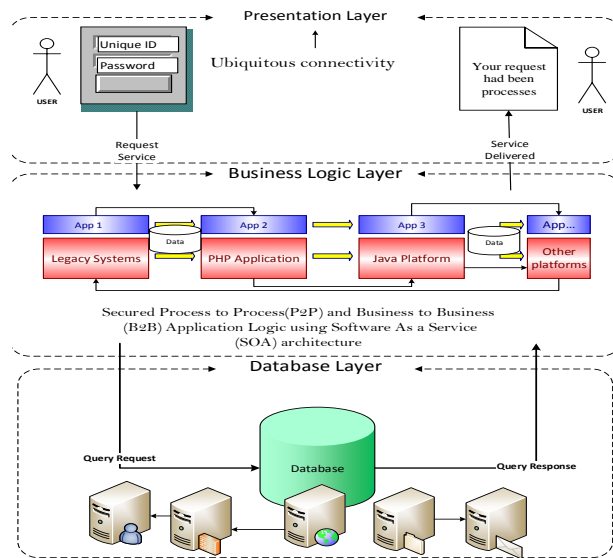 Presentation Layer
Unique ID
Password
USER
Ubiquitous connectivity
Your request
had been
processes
USER
Request
Service
Service
Delivered
Business Logic Layer
App 1
App 2
App 3
App...
Data
Data
Legacy Systems
PHP Application
Java Platform
Other
platforms
Secured Process to Process(P2P) and Business to Business
(B2B) Application Logic using Software As a Service
(SOA) architecture
Database Layer
Query Request
Database
Query Response